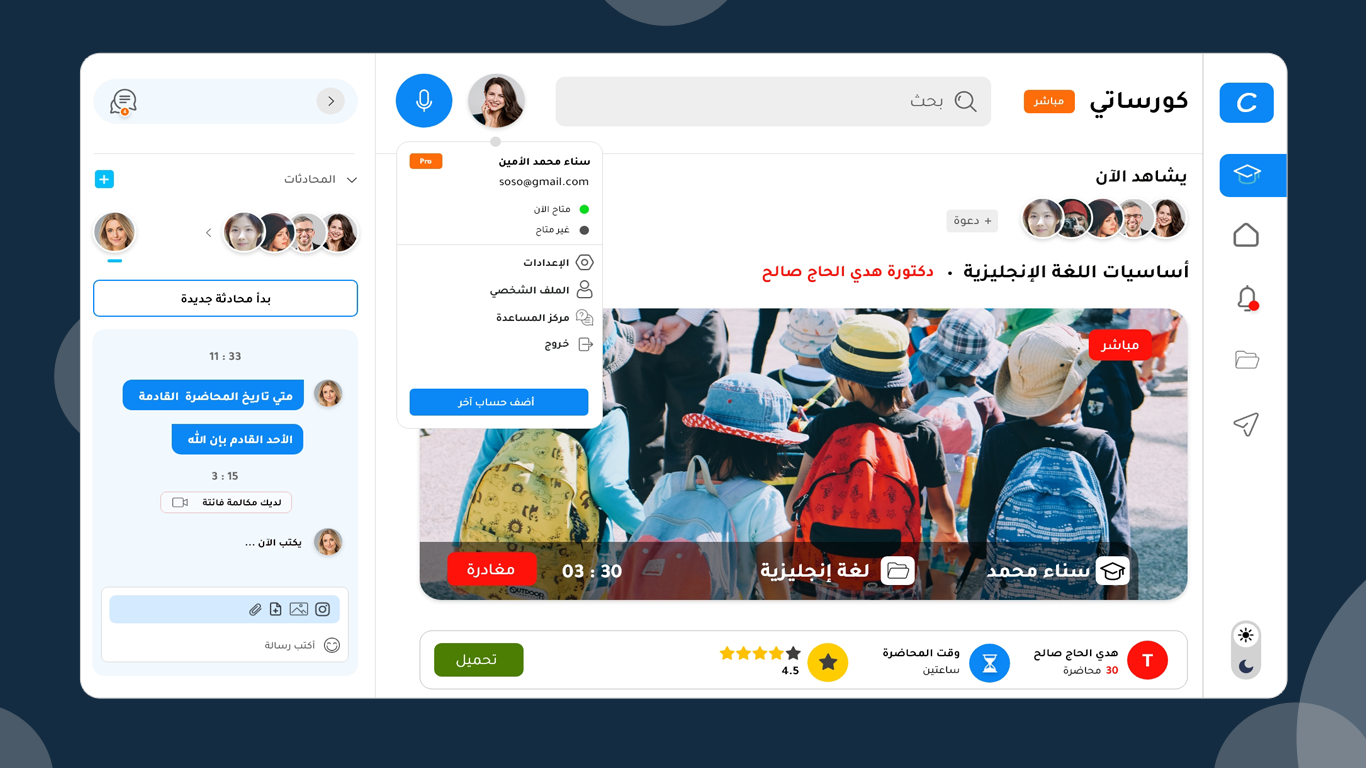 C
كورساتي
مباشر
بحث
سناء محمد الأمين
Pro
soso@gmail.com
متاح الآن
غير متاح
الإعدادات
الملف الشخصي
مركز المساعدة
خروج
أضف حساب آخر
يشاهد الآن
دعوة +
أساسيات اللغة الإنجليزية • دكتورة هدي الحاج صالح
مباشر
OUTDOOR
سناء محمد
لغة إنجليزية
03 : 30
مغادرة
T
هدي الحاج صالح
30 محاضرة
وقت المحاضرة
ساعتين
4.5
تحميل
المحادثات
+
بدأ محادثة جديدة
11 : 33
متي تاريخ المحاضرة القادمة
الأحد القادم بإن الله
3 : 15
لديك مكالمة فائتة
يكتب الآن ...
أكتب رسالة